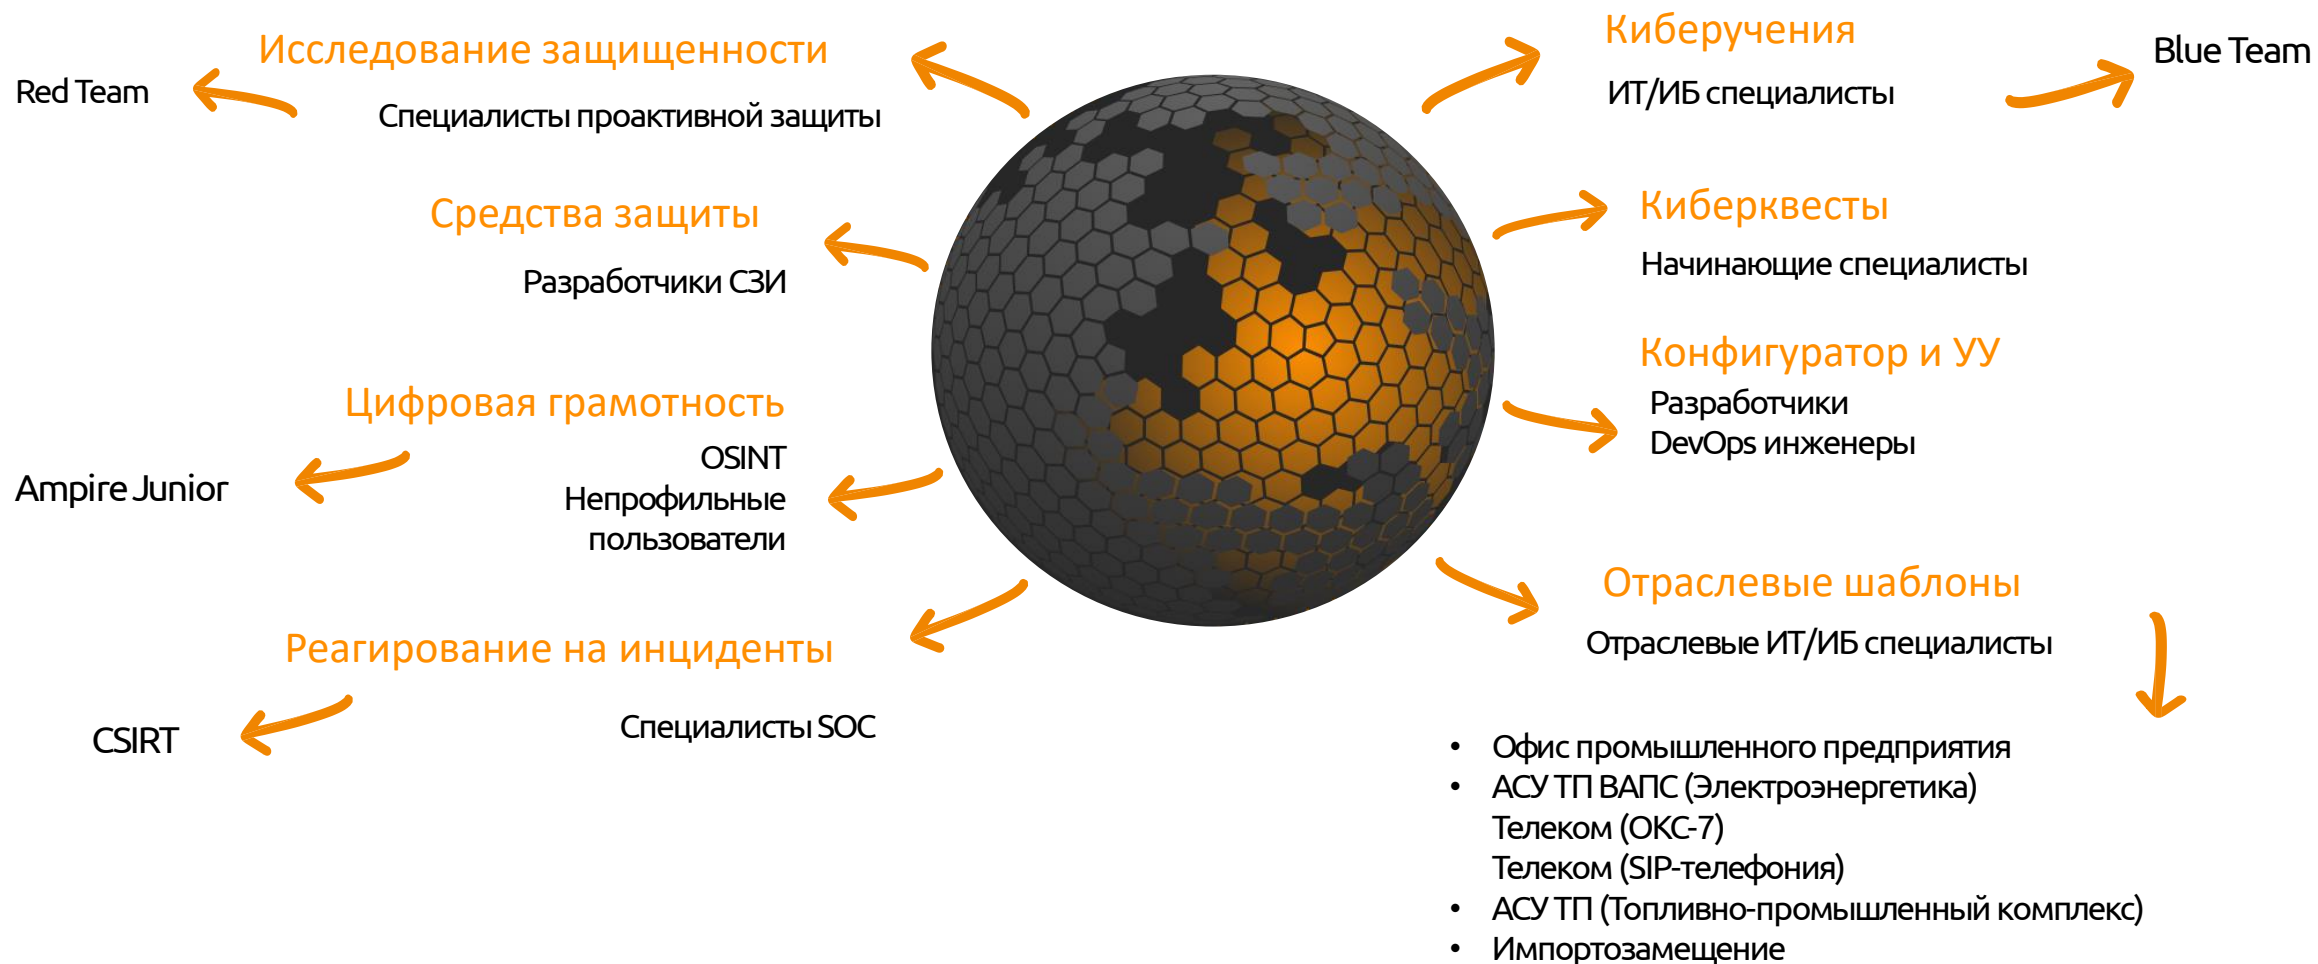 Исследование защищенности
Red Team
Специалисты проактивной защиты
Средства защиты
Разработчики СЗИ
Цифровая грамотность
OSINT
Непрофильные
пользователи
Ampire Junior
Реагирование на инциденты
Специалисты SOC
CSIRT
Киберучения
Blue Team
ИТ/ИБ специалисты
Киберквесты
Начинающие специалисты
Конфигуратор и УУ
Разработчики
DevOps инженеры
Отраслевые шаблоны
Отраслевые ИТ/ИБ специалисты
• Офис промышленного предприятия
• АСУ ТП ВАПС (Электроэнергетика)
Телеком (ОКС-7)
Телеком (SIP-телефония)
• АСУ ТП (Топливно-промышленный комплекс)
• Импортозамещение